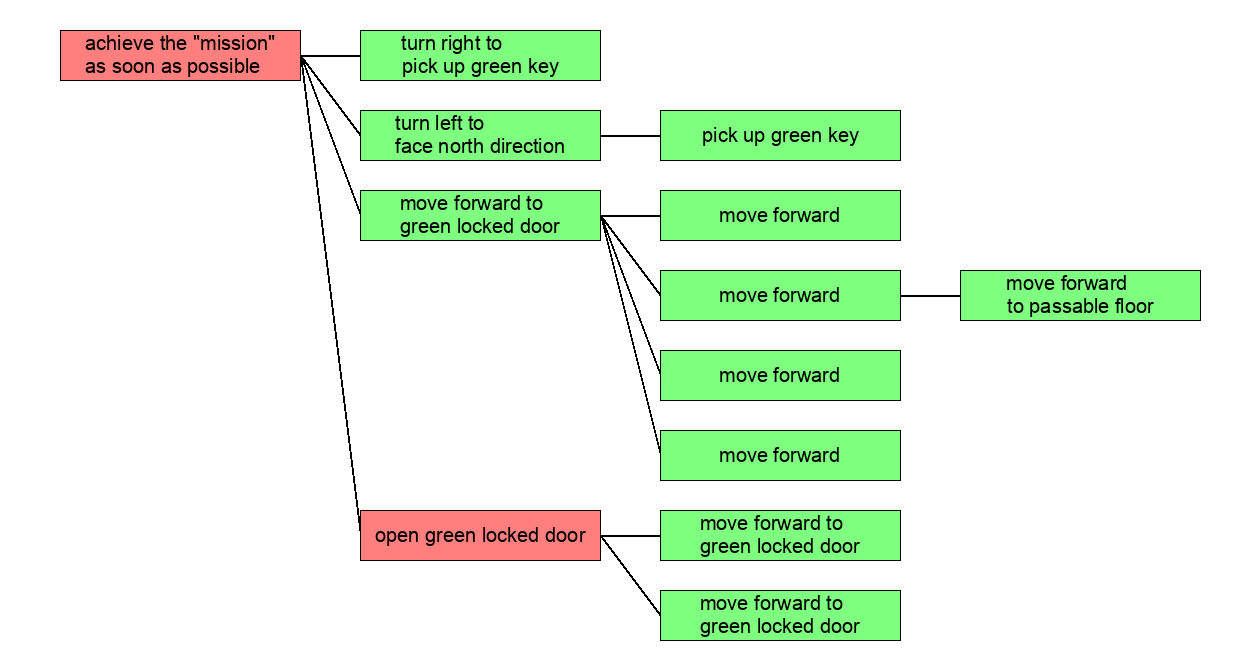 achieve the "mission"
as soon as possible
turn right to
pick up green key
turn left to
face north direction
pick up green key
move forward to
green locked door
move forward
move forward
move forward
to passable floor
move forward
move forward
open green locked door
move forward to
green locked door
move forward to
green locked door